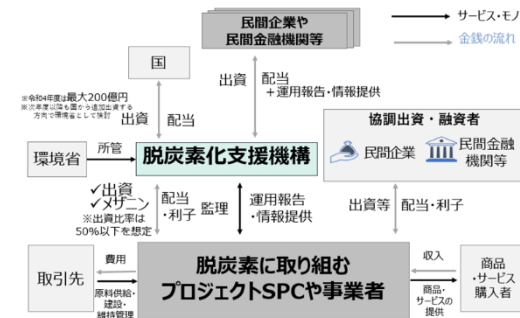 民間企業や
民間金融機関等
サービス・モノ
金銭の流れ
国
※令和4年度は最大200億円
※次年度以降も国から追加出資する
方向で環境省として検討
出資
配当
出資
配当
+運用報告・情報提供
協調出資・融資者
民間企業
民間金融
機関等
環境省
所管
脱炭素化支援機構
✓出資
✓メザニン
※出資比率は
50%以下を想定
配当
・利子
監理
運用報告
・情報提供
出資等
配当・利子
取引先
費用
原料供給・
建設・
維持管理
脱炭素に取り組む
プロジェクトSPCや事業者
収入
商品・
サービスの
提供
商品
・サービス
購入者